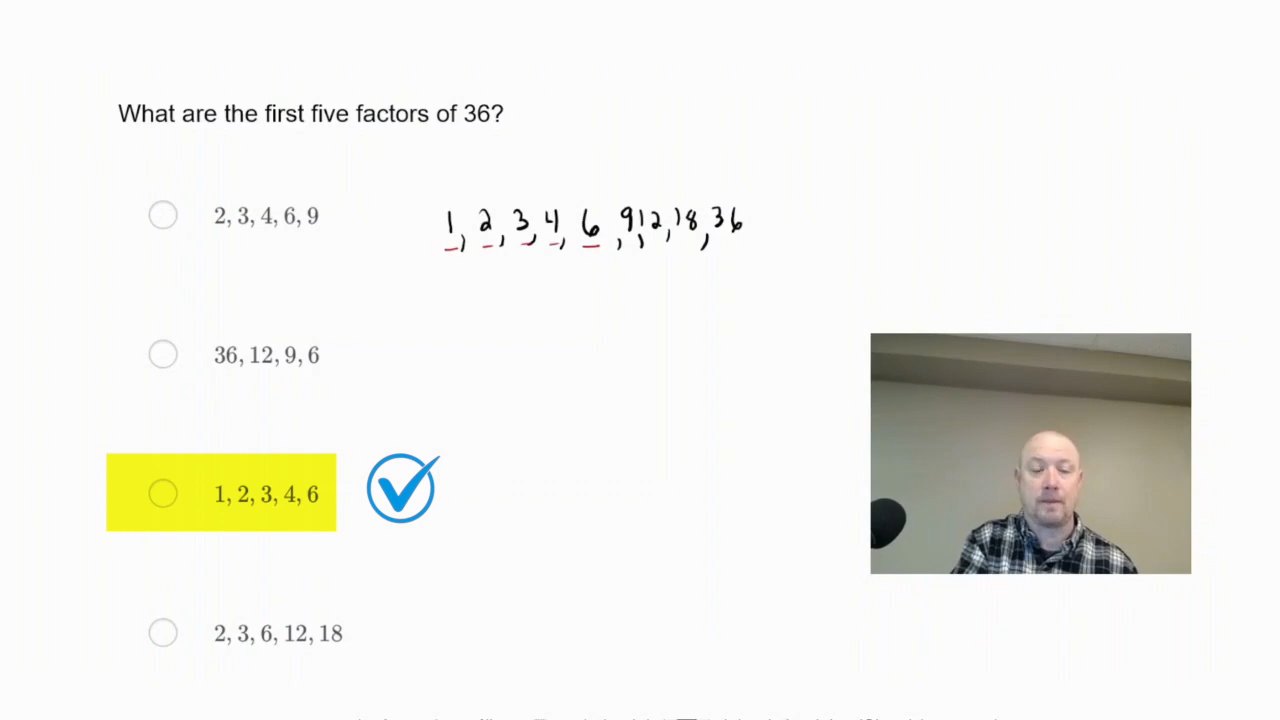 What are the first five factors of 36?
2, 3, 4, 6, 9
1, 2, 3, 4, 6, 9, 12, 18, 36
36, 12, 9, 6
1, 2, 3, 4, 6
2, 3, 6, 12, 18